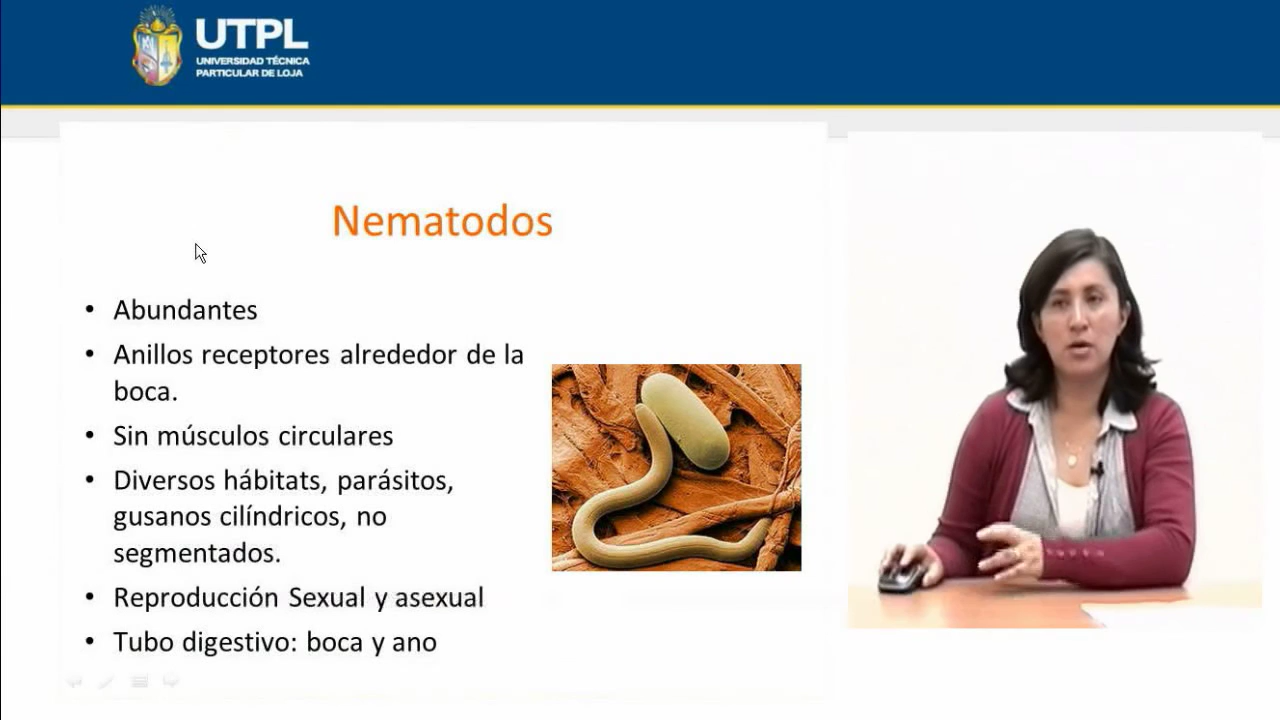 UTPL
UNIVERSIDAD TÉCNICA
PARTICULAR DE LOJA
Nematodos
• Abundantes
• Anillos receptores alrededor de la
boca.
• Sin músculos circulares
• Diversos hábitats, parásitos,
gusanos cilíndricos, no
segmentados.
• Reproducción Sexual y asexual
• Tubo digestivo: boca y ano